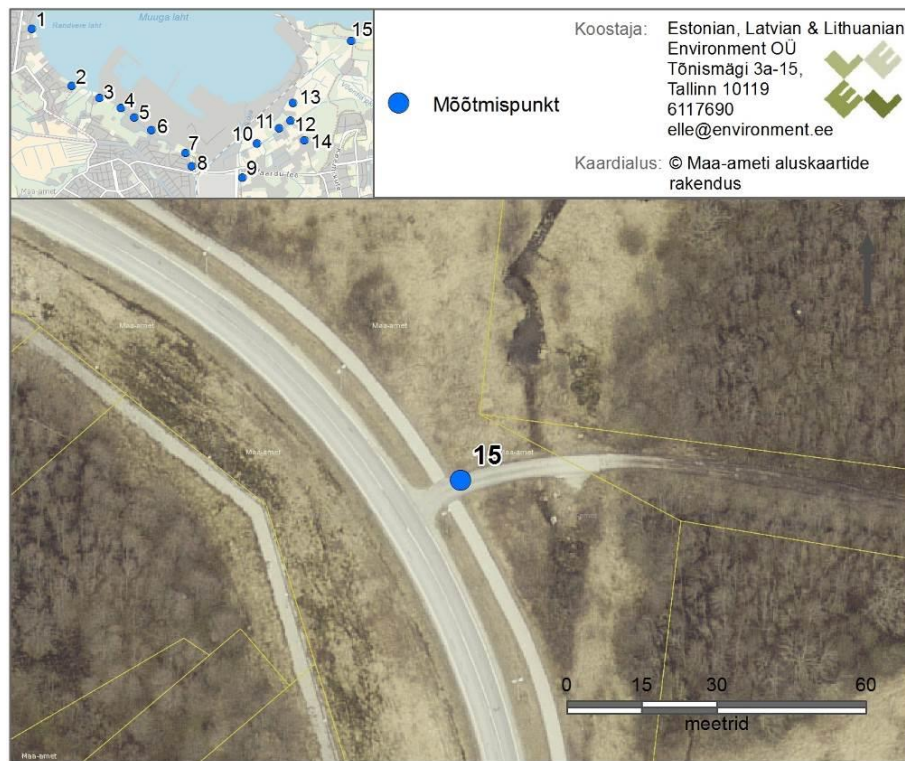 1
Randvere laht
Muuga laht
15
2
3
4
5
6
7
8
9
10
11
12
13
14
Maa-amet
Mõõtmispunkt
Koostaja: Estonian, Latvian & Lithuanian
Environment OÜ
Tõnismägi 3a-15,
Tallinn 10119
6117690
elle@environment.ee
Kaardialus: © Maa-ameti aluskaartide
rakendus
Maa-amet
Maa-amet
Maa-amet
15
Maa-amet
0 15 30 60
meetrid
Maa-amet